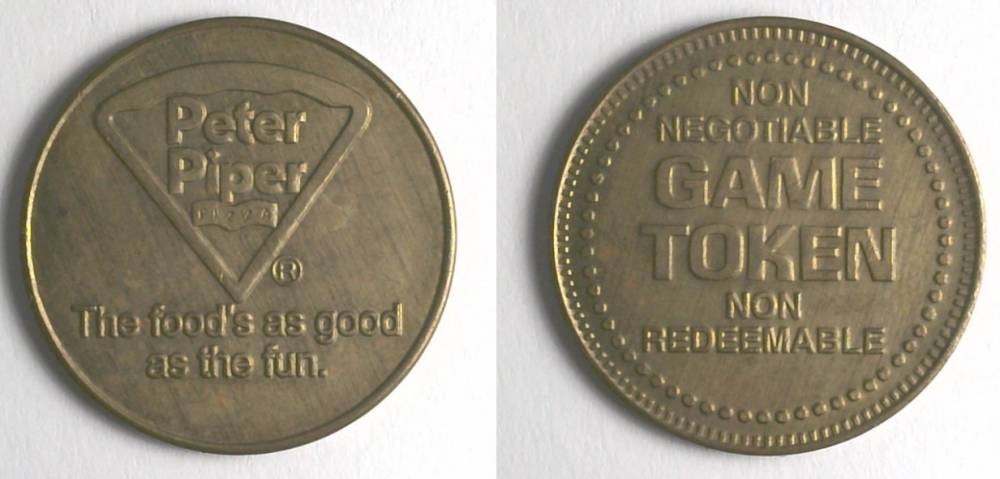 Peter
Piper
PIZZA
®
The food's as good
as the fun.
NON
NEGOTIABLE
GAME
TOKEN
NON
REDEEMABLE